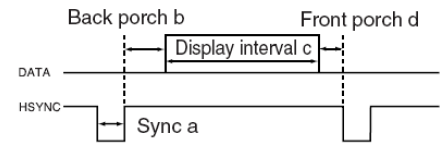 Back porch b Front porch d
Display interval c
DATA
HSYNC
Sync a